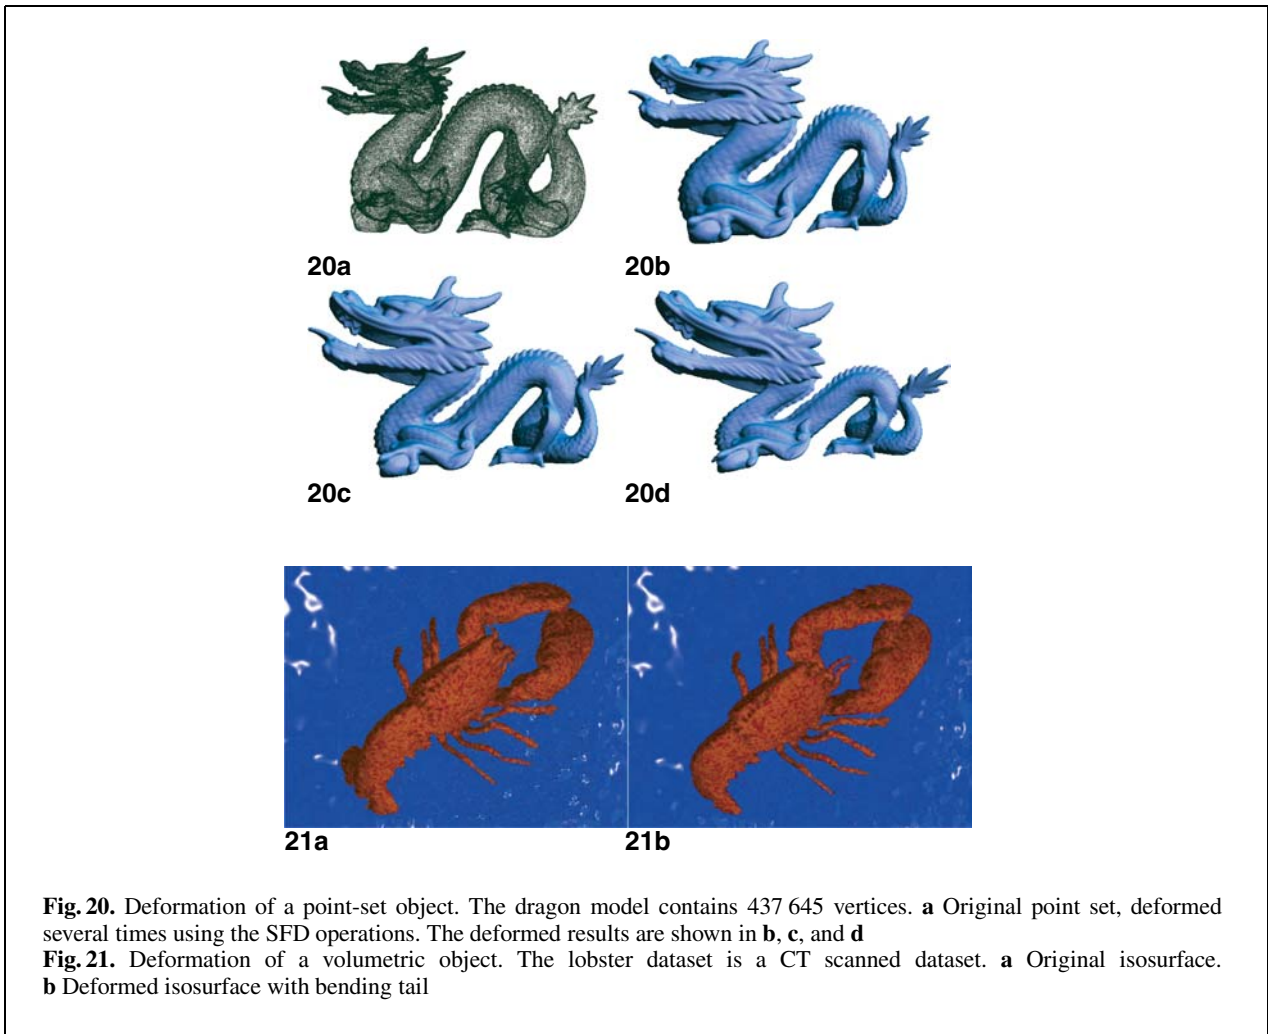 20a
20b
20c
20d
21a
21b
Fig. 20. Deformation of a point-set object. The dragon model contains 437 645 vertices. a Original point set, deformed
several times using the SFD operations. The deformed results are shown in b, c, and d
Fig. 21. Deformation of a volumetric object. The lobster dataset is a CT scanned dataset. a Original isosurface.
b Deformed isosurface with bending tail